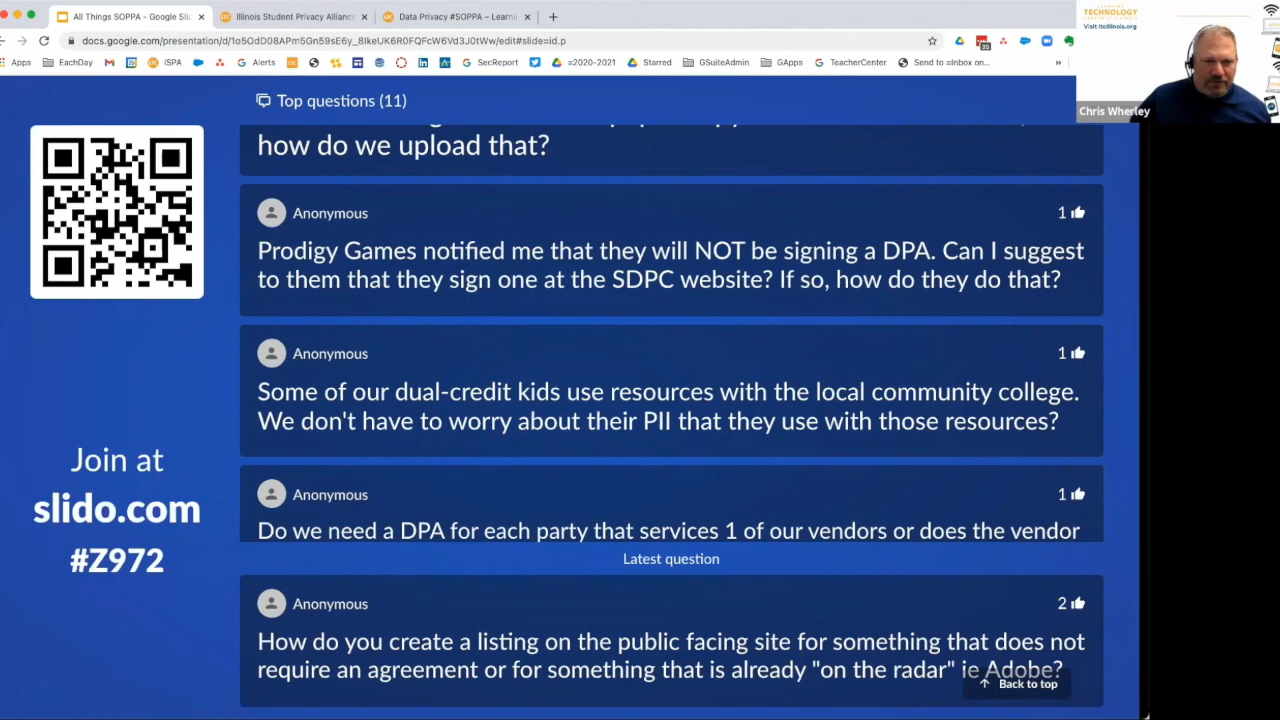 All Things SOPPA - Google Slid
Illinois Student Privacy Alliance
Data Privacy #SOPPA – Learnin
docs.google.com/presentation/d/1o5OdD08APm5Gn59sE6y_8IkeUK6R0FQFcW6Vd3J0tWw/edit#slide=id.p
35
Apps
EachDay
ISPA
Alerts
SecReport
=2020-2021
Starred
GSuiteAdmin
GApps
TeacherCenter
Send to =Inbox on...
»
TECHNOLOGY
Visit ltcillinois.org
Chris Wherley
Top questions (11)
how do we upload that?
Anonymous
1
Prodigy Games notified me that they will NOT be signing a DPA. Can I suggest
to them that they sign one at the SDPC website? If so, how do they do that?
Anonymous
1
Some of our dual-credit kids use resources with the local community college.
We don't have to worry about their PII that they use with those resources?
Anonymous
1
Do we need a DPA for each party that services 1 of our vendors or does the vendor
Latest question
Anonymous
2
How do you create a listing on the public facing site for something that does not
require an agreement or for something that is already "on the radar" ie Adobe?
Back to top
Join at
slido.com
#Z972